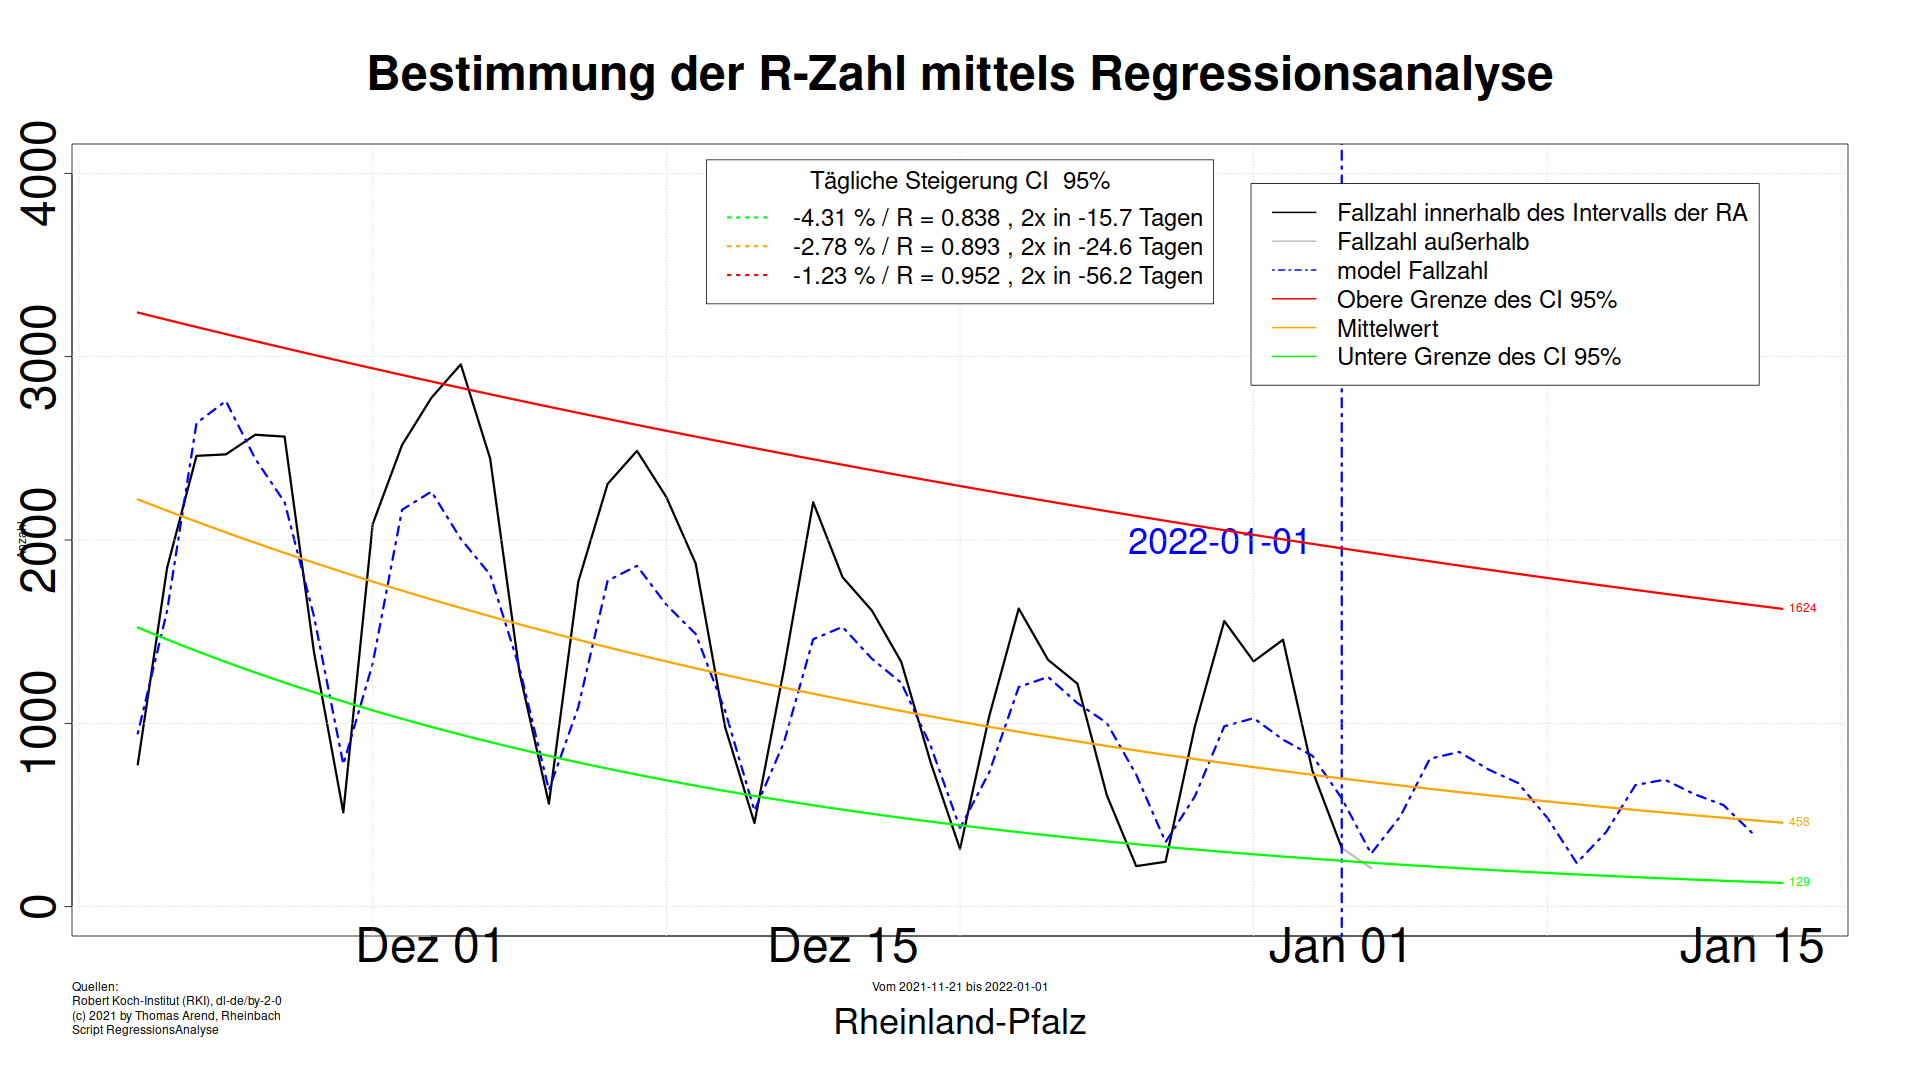 Bestimmung der R-Zahl mittels Regressionsanalyse
4000
3000
2000
1000
0
Anzahl
Tägliche Steigerung CI  95%
-4.31 % / R = 0.838 , 2x in -15.7 Tagen
-2.78 % / R = 0.893 , 2x in -24.6 Tagen
-1.23 % / R = 0.952 , 2x in -56.2 Tagen
Fallzahl innerhalb des Intervalls der RA
Fallzahl außerhalb
model Fallzahl
Obere Grenze des CI 95%
Mittelwert
Untere Grenze des CI 95%
2022-01-01
1624
458
129
Dez 01
Dez 15
Jan 01
Jan 15
Quellen:
Robert Koch-Institut (RKI), dl-de/by-2-0
(c) 2021 by Thomas Arend, Rheinbach
Script RegressionsAnalyse
Vom 2021-11-21 bis 2022-01-01
Rheinland-Pfalz